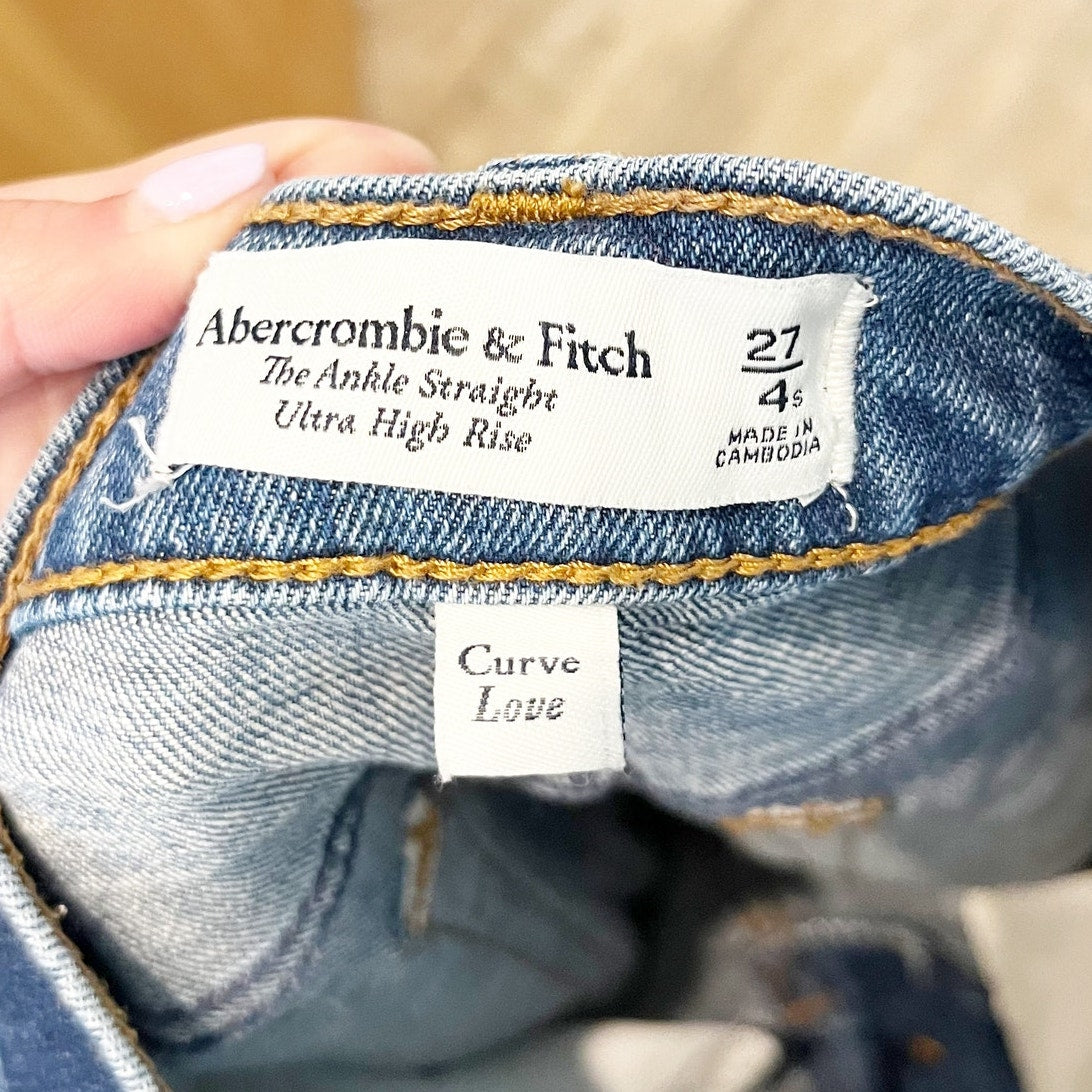 Abercrombie & Fitch
The Ankle Straight
Ultra High Rise
27
4s
MADE IN
CAMBODIA
Curve
Love